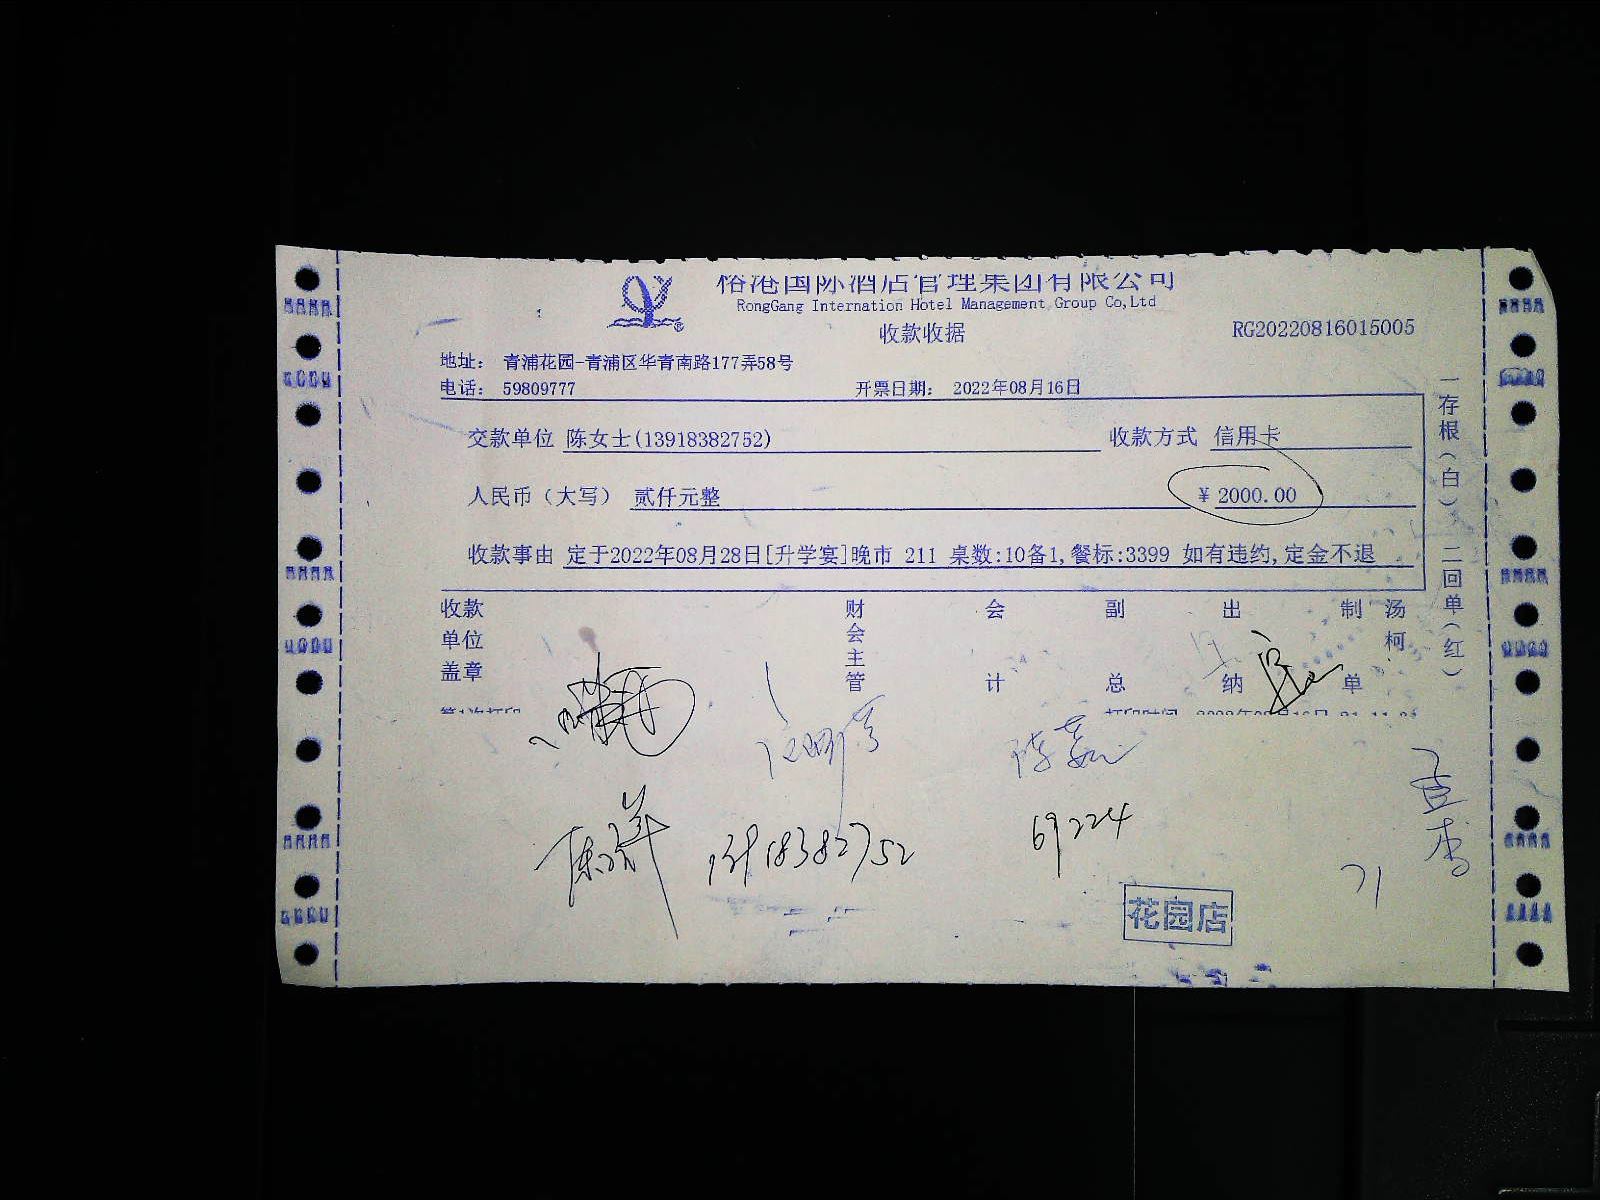 榕港国际酒店管理集团有限公司
RongGang Internation Hotel Management Group Co,Ltd
收款收据
RG20220816015005
地址： 青浦花园-青浦区华青南路177弄58号
电话： 59809777 开票日期： 2022年08月16日
交款单位 陈女士(13918382752) 收款方式 信用卡
人民币（大写） 贰仟元整 ￥2000.00
收款事由 定于2022年08月28日[升学宴]晚市 211 桌数:10备1,餐标:3399 如有违约,定金不退
一存根（白） 二回单（红）
收款单位盖章 财会主管 会计 副总 出纳 制单 汤柯
13918382752
69224
花园店